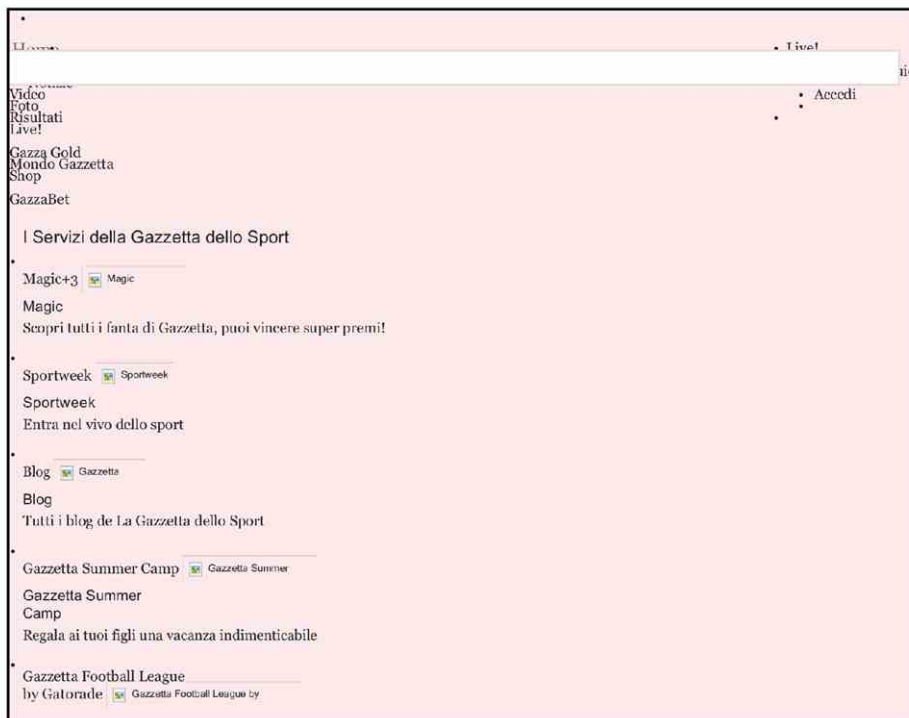 Home
Live!
Video
Accedi
Foto
Risultati
Live!
Gazza Gold
Mondo Gazzetta
Shop
GazzaBet
I Servizi della Gazzetta dello Sport
Magic+3 Magic
Magic
Scopri tutti i fanta di Gazzetta, puoi vincere super premi!
Sportweek Sportweek
Sportweek
Entra nel vivo dello sport
Blog Gazzetta
Blog
Tutti i blog de La Gazzetta dello Sport
Gazzetta Summer Camp Gazzetta Summer
Gazzetta Summer
Camp
Regala ai tuoi figli una vacanza indimenticabile
Gazzetta Football League
by Gatorade Gazzetta Football League by